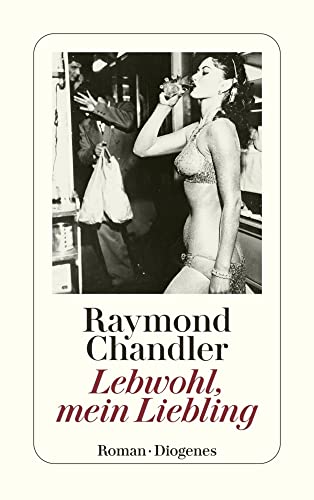 Raymond
Chandler
Lebwohl,
mein Liebling
Roman · Diogenes